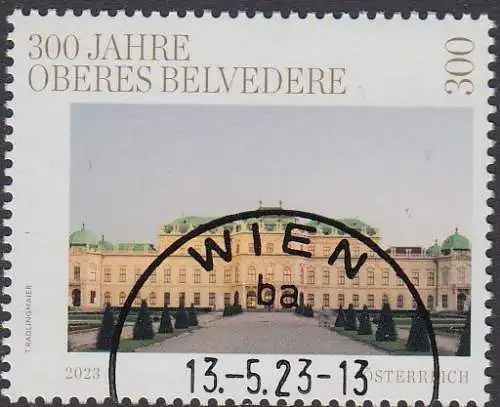 300 JAHRE
OBERES BELVEDERE
300
WIEN
ba
T. RADLINGMAIER
2023
13.-5.23-13
ÖSTERREICH